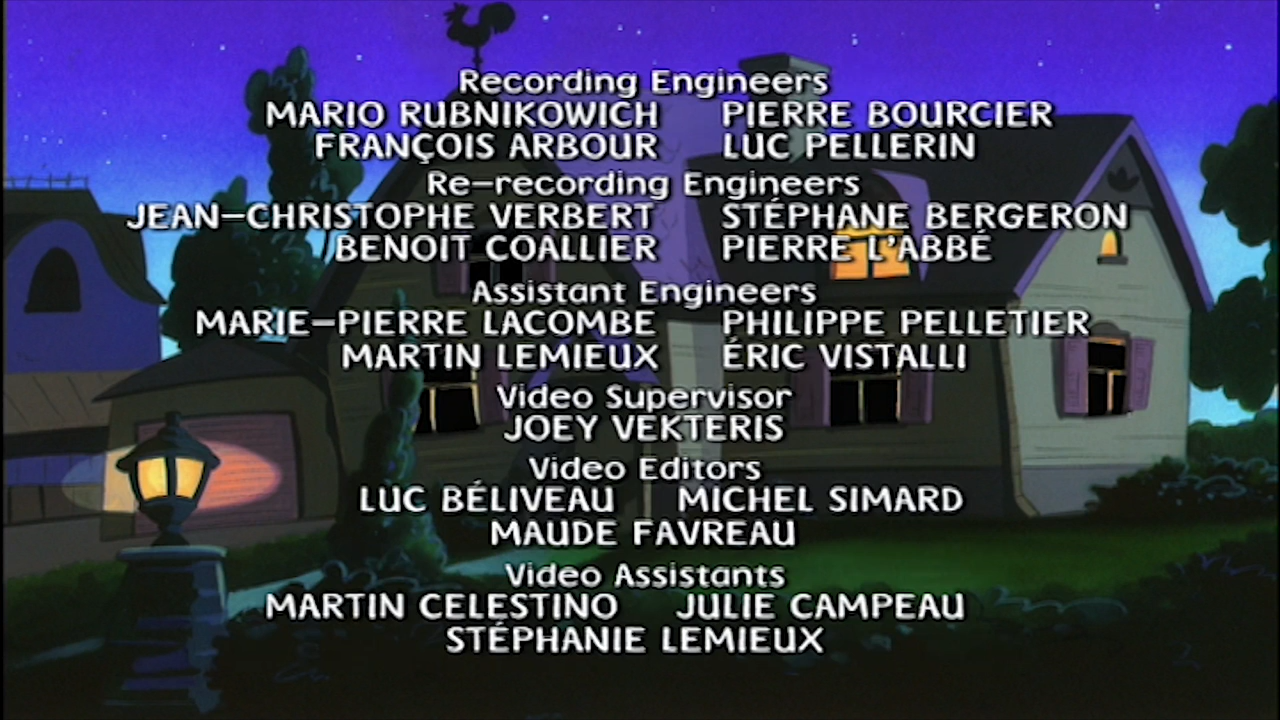 Recording Engineers
MARIO RUBNIKOWICH PIERRE BOURCIER
FRANÇOIS ARBOUR LUC PELLERIN
Re-recording Engineers
JEAN-CHRISTOPHE VERBERT STÉPHANE BERGERON
BENOIT COALLIER PIERRE L'ABBÉ
Assistant Engineers
MARIE-PIERRE LACOMBE PHILIPPE PELLETIER
MARTIN LEMIEUX ÉRIC VISTALLI
Video Supervisor
JOEY VEKTERIS
Video Editors
LUC BÉLIVEAU MICHEL SIMARD
MAUDE FAVREAU
Video Assistants
MARTIN CELESTINO JULIE CAMPEAU
STÉPHANIE LEMIEUX